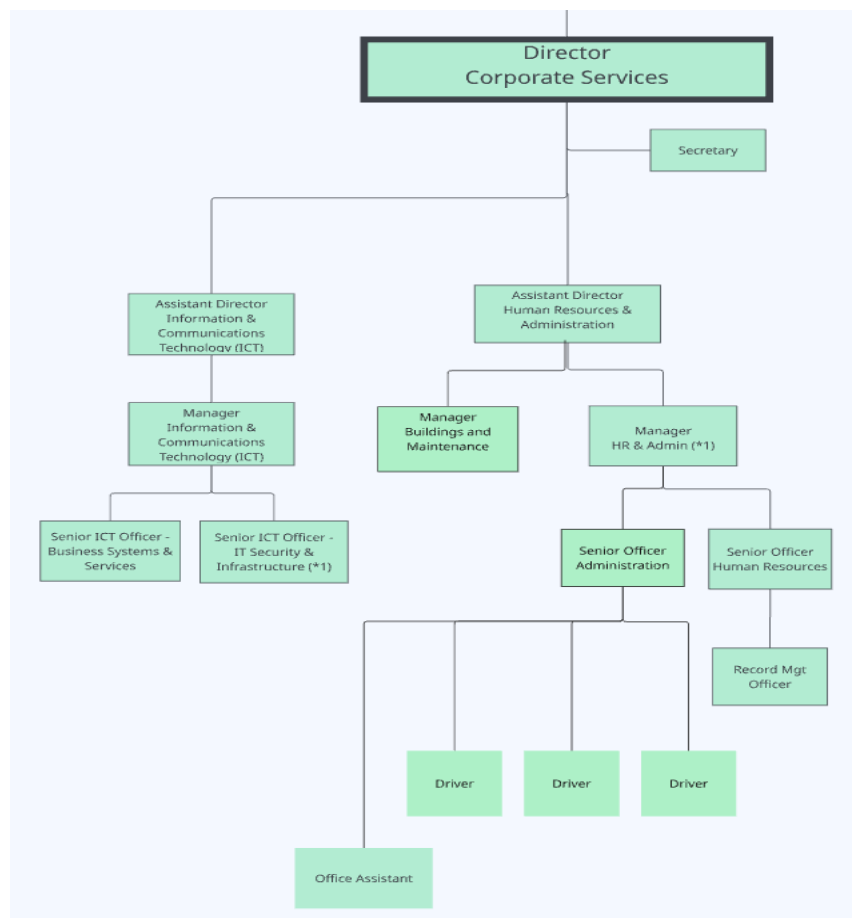 Director
Corporate Services
Secretary
Assistant Director
Information &
Communications
Technology (ICT)
Assistant Director
Human Resources &
Administration
Manager
Information &
Communications
Technology (ICT)
Manager
Buildings and
Maintenance
Manager
HR & Admin (*1)
Senior ICT Officer -
Business Systems &
Services
Senior ICT Officer -
IT Security &
Infrastructure (*1)
Senior Officer
Administration
Senior Officer
Human Resources
Record Mgt
Officer
Driver
Driver
Driver
Office Assistant